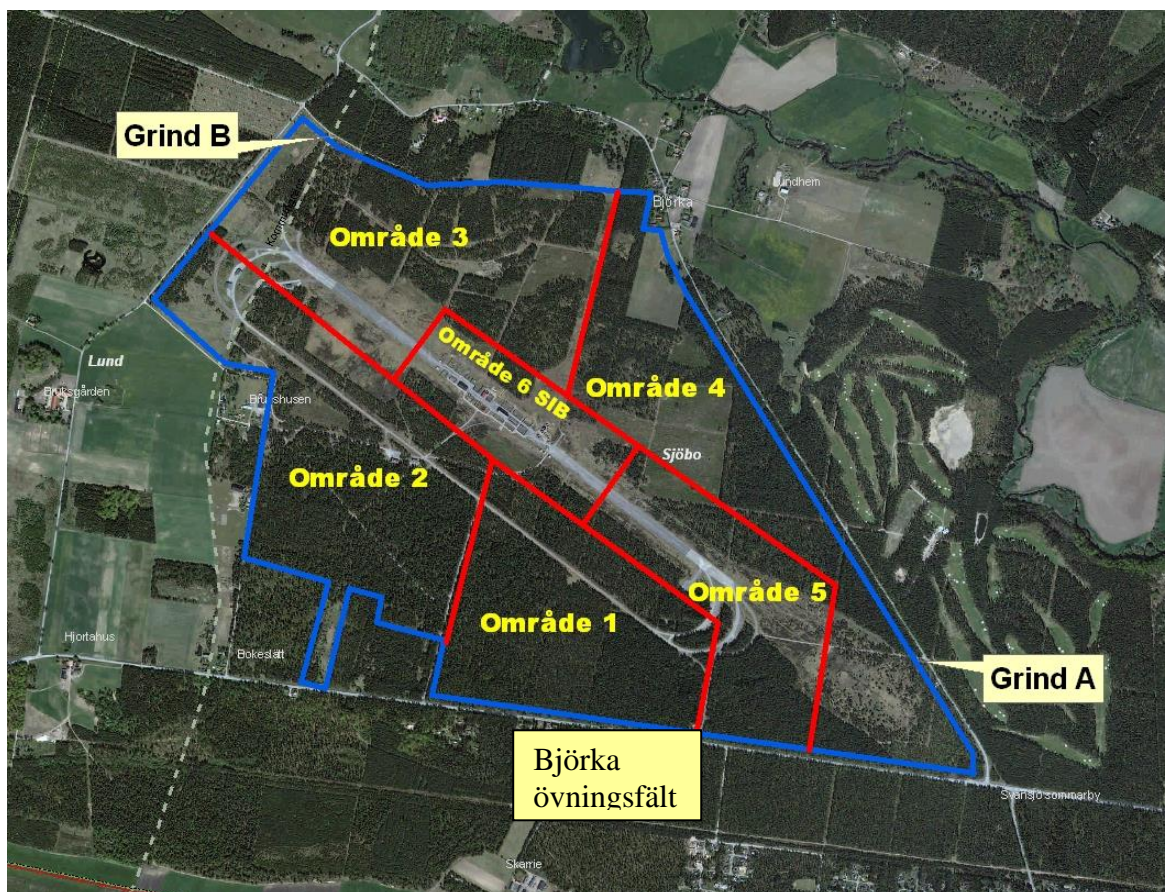 Grind B
Björka
Lundhem
Område 3
Lund
Bruksgården
Brukshusen
Område 6 SIB
Område 4
Sjöbo
Område 2
Område 5
Område 1
Hjortahus
Bokeslätt
Grind A
Björka
övningsfält
Svansjö sommarby
Skarrie